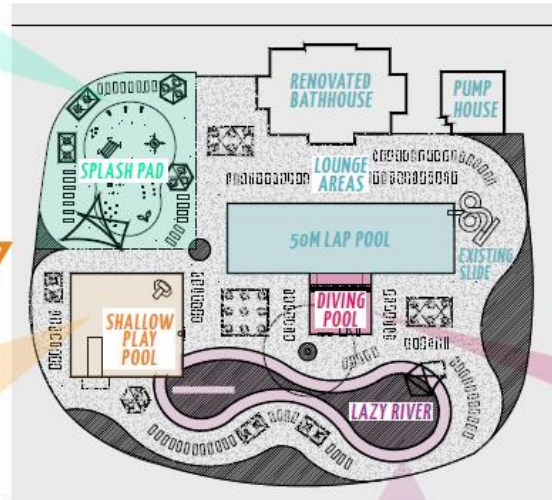 RENOVATED
BATHHOUSE
PUMP
HOUSE
SPLASH PAD
LOUNGE
AREAS
50M LAP POOL
EXISTING
SLIDE
DIVING
POOL
SHALLOW
PLAY
POOL
LAZY RIVER